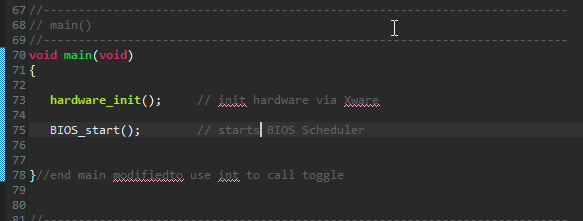 67 //---------------------------------------------------------------------------
68 // main()
69 //---------------------------------------------------------------------------
70 void main(void)
71 {
72
73 hardware_init(); // init hardware via Xware
74
75 BIOS_start(); // starts BIOS Scheduler
76
77
78 }//end main modifiedto use int to call toggle
79
80
81 //---------------------------------------------------------------------------